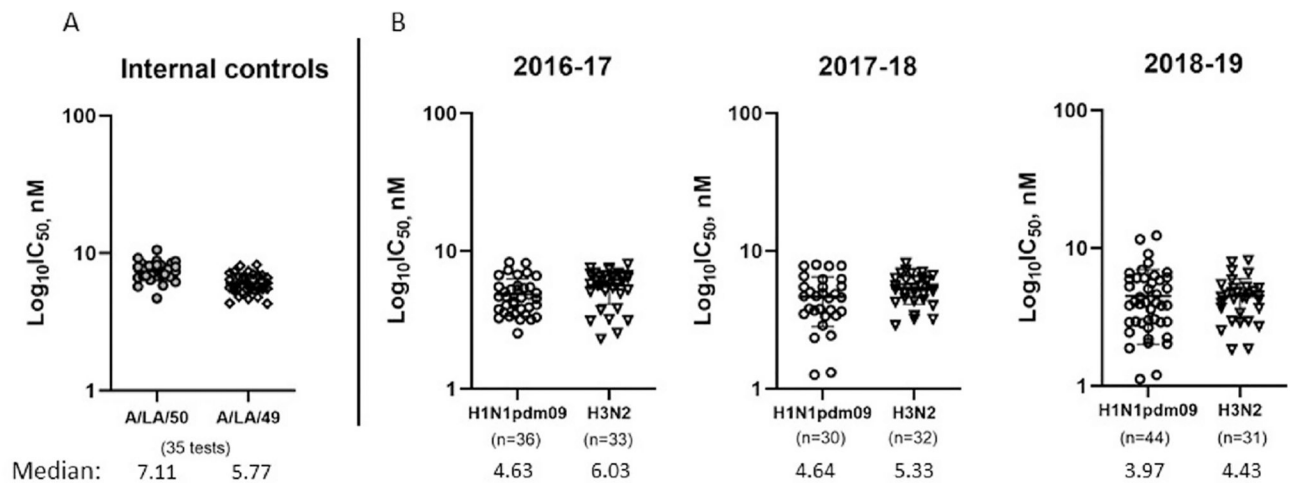 A
B
Internal controls
2016-17
2017-18
2018-19
Log₁₀IC₅₀, nM
100
10
1
A/LA/50 A/LA/49
(35 tests)
Log₁₀IC₅₀, nM
100
10
1
H1N1pdm09 H3N2
(n=36) (n=33)
Log₁₀IC₅₀, nM
100
10
1
H1N1pdm09 H3N2
(n=30) (n=32)
Log₁₀IC₅₀, nM
100
10
1
H1N1pdm09 H3N2
(n=44) (n=31)
Median: 7.11 5.77 4.63 6.03 4.64 5.33 3.97 4.43